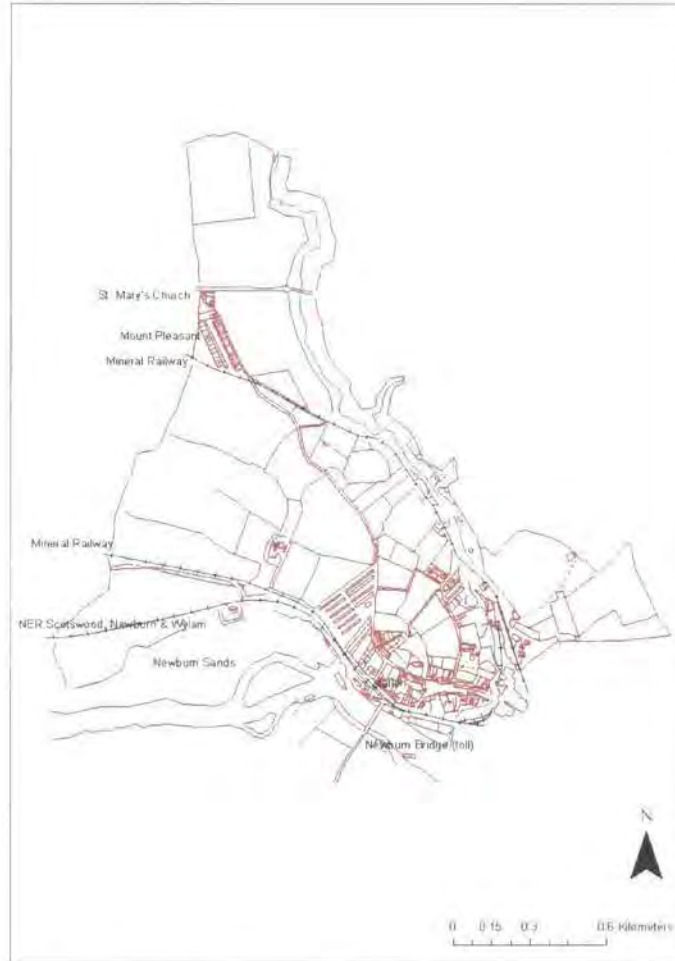 St. Mary's Church
Mount Pleasant
Mineral Railway
Mineral Railway
NER Scotswood, Newburn & Wylam
Newburn Sands
Newburn Bridge (toll)
N
0 0.15 0.3 0.6 Kilometers